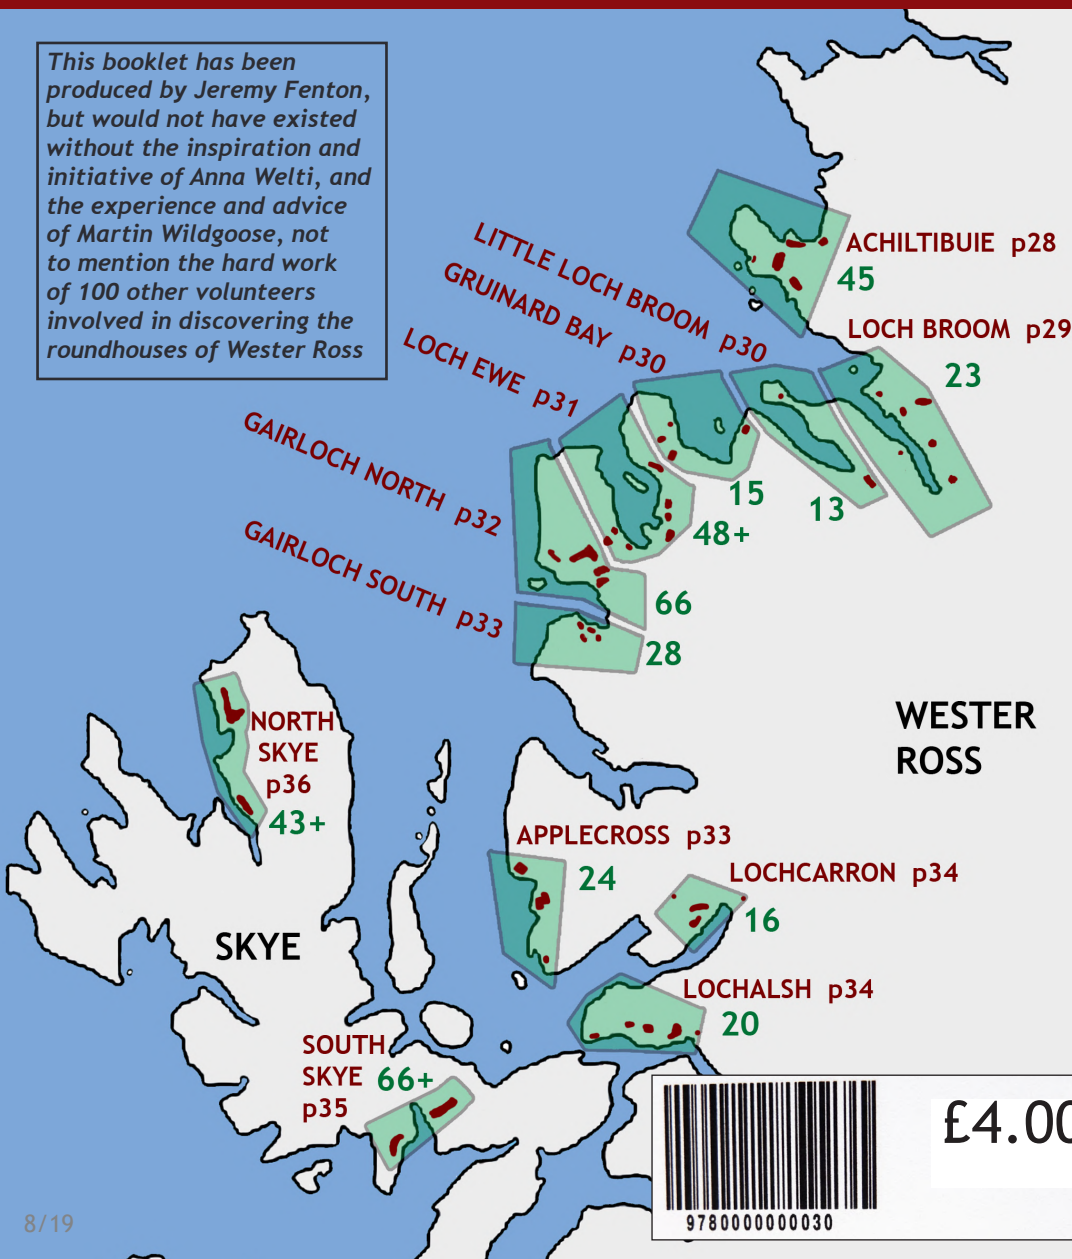 This booklet has been
produced by Jeremy Fenton,
but would not have existed
without the inspiration and
initiative of Anna Welti, and
the experience and advice
of Martin Wildgoose, not
to mention the hard work
of 100 other volunteers
involved in discovering the
roundhouses of Wester Ross
ACHILTIBUIE p28
45
LOCH BROOM p29
23
LITTLE LOCH BROOM p30
13
GRUINARD BAY p30
15
LOCH EWE p31
48+
GAIRLOCH NORTH p32
66
GAIRLOCH SOUTH p33
28
WESTER
ROSS
NORTH
SKYE
p36
43+
APPLECROSS p33
24
LOCHCARRON p34
16
SKYE
LOCHALSH p34
20
SOUTH
SKYE 66+
p35
£4.00
9780000000030
8/19